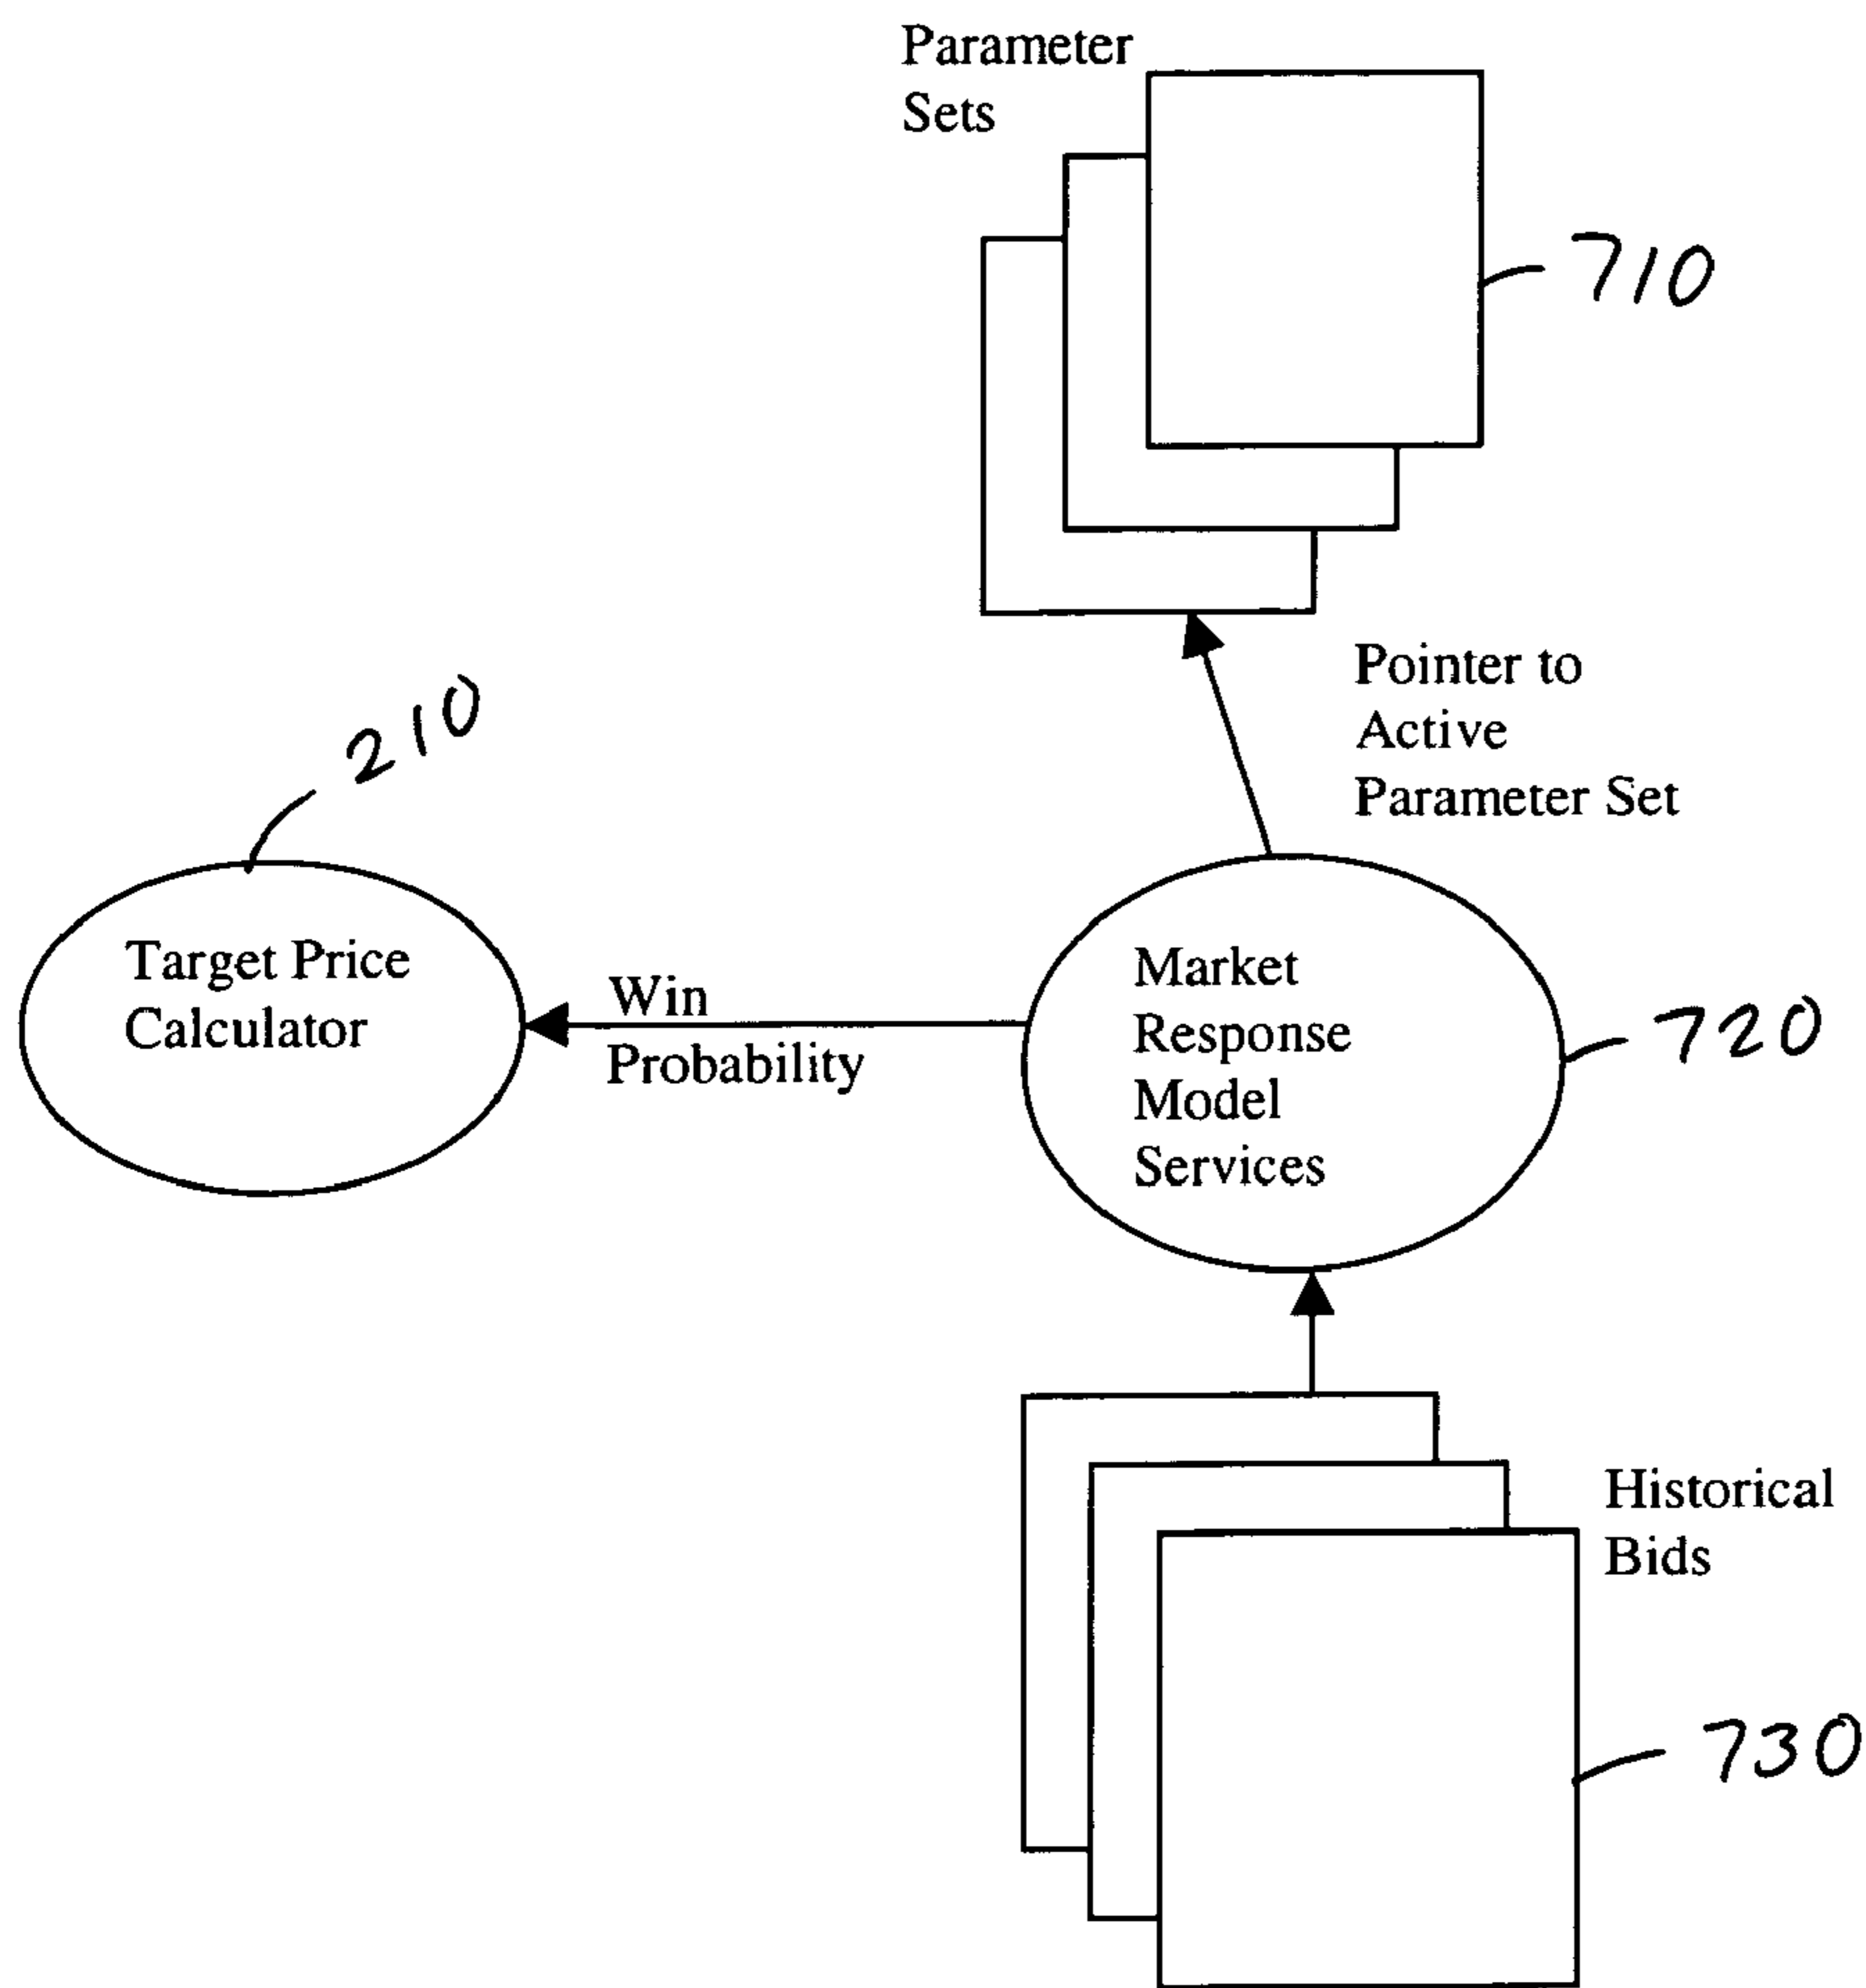 Parameter
Sets
710
Pointer to
Active
Parameter Set
210
Target Price
Calculator
Win
Probability
Market
Response
Model
Services
720
Historical
Bids
730